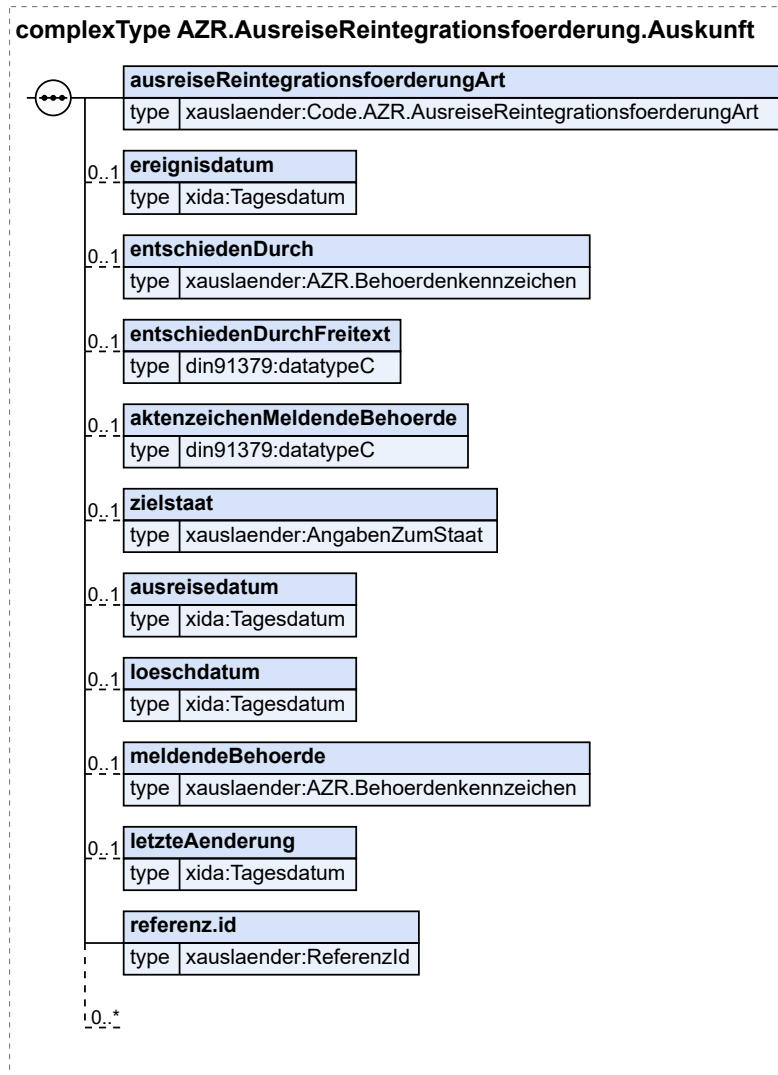 complexType AZR.AusreiseReintegrationsfoerderung.Auskunft
ausreiseReintegrationsfoerderungArt
type xauslaender:Code.AZR.AusreiseReintegrationsfoerderungArt
0..1 ereignisdatum
type xida:Tagesdatum
0..1 entschiedenDurch
type xauslaender:AZR.Behoerdenkennzeichen
0..1 entschiedenDurchFreitext
type din91379:datatypeC
0..1 aktenzeichenMeldendeBehoerde
type din91379:datatypeC
0..1 zielstaat
type xauslaender:AngabenZumStaat
0..1 ausreisedatum
type xida:Tagesdatum
0..1 loeschdatum
type xida:Tagesdatum
0..1 meldendeBehoerde
type xauslaender:AZR.Behoerdenkennzeichen
0..1 letzteAenderung
type xida:Tagesdatum
referenz.id
type xauslaender:ReferenzId
0..*